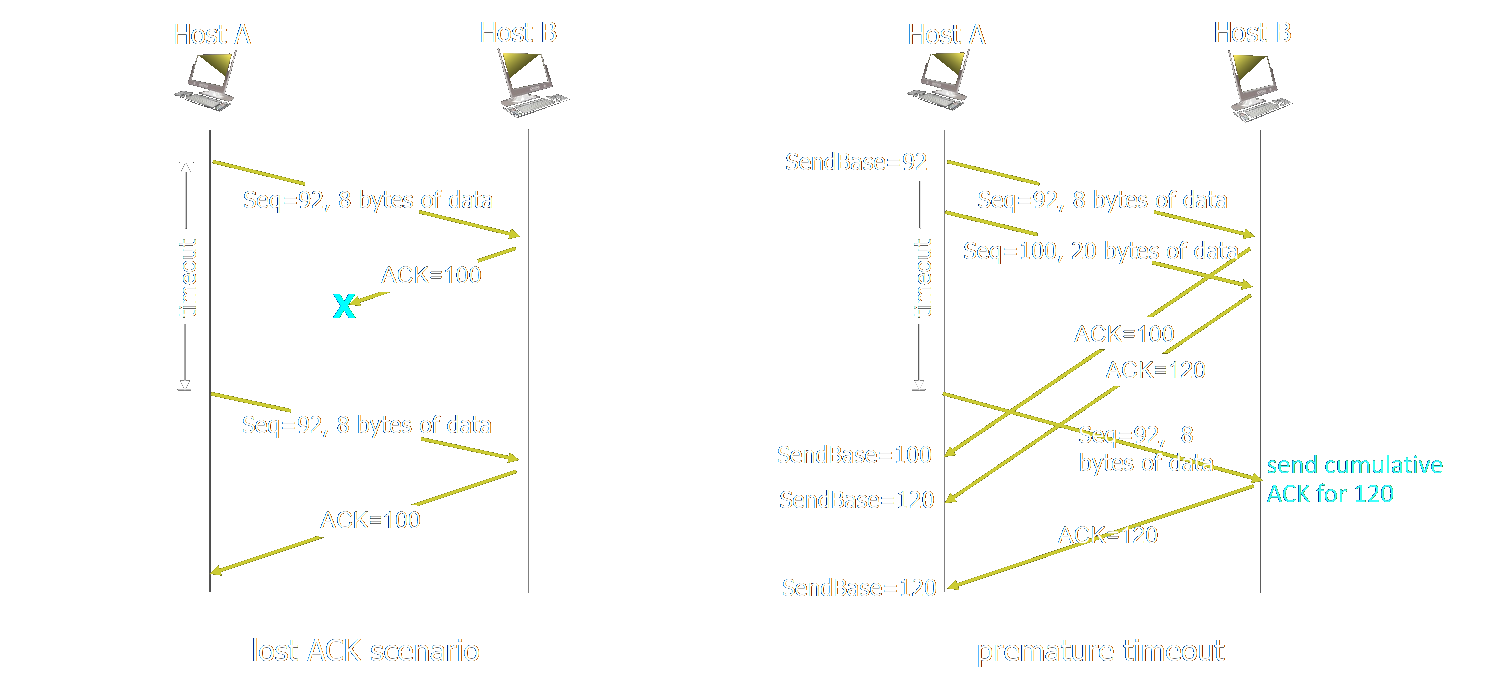 Host A
Host B
timeout
Seq=92, 8 bytes of data
ACK=100
X
Seq=92, 8 bytes of data
ACK=100
lost ACK scenario
Host A
Host B
SendBase=92
timeout
Seq=92, 8 bytes of data
Seq=100, 20 bytes of data
ACK=100
ACK=120
Seq=92, 8
bytes of data
SendBase=100
send cumulative
ACK for 120
SendBase=120
ACK=120
SendBase=120
premature timeout